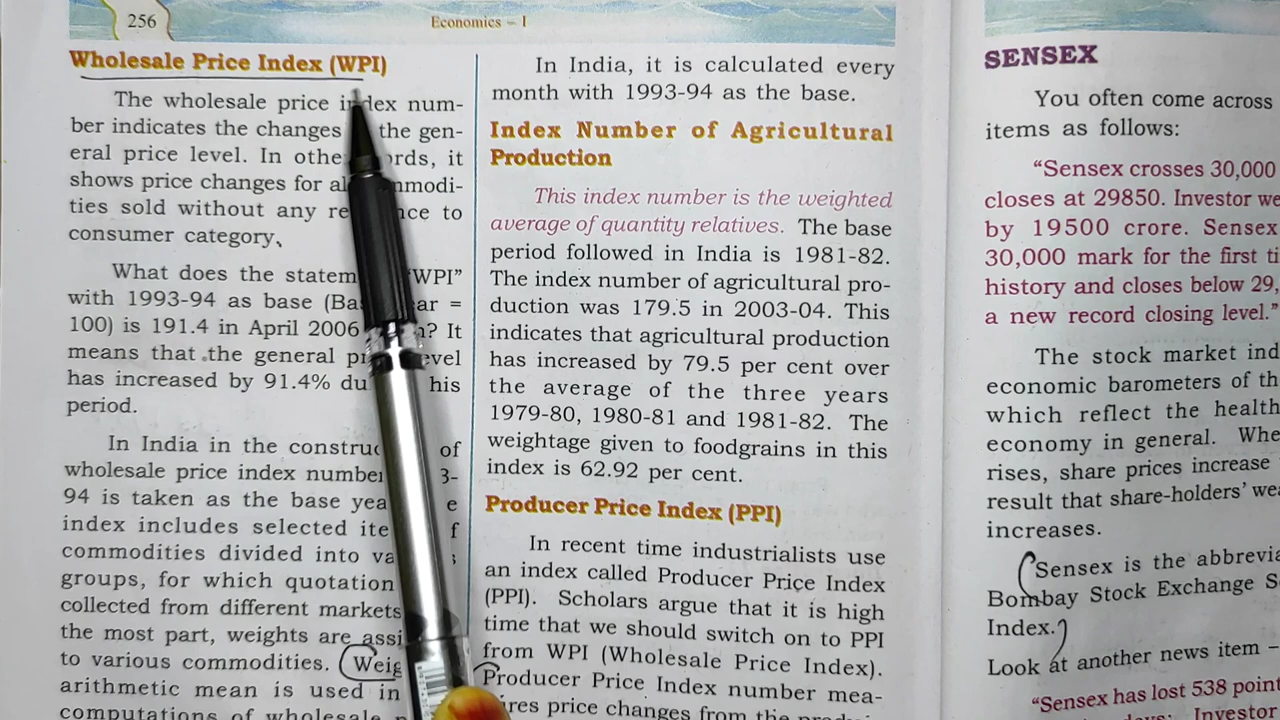 256
Economics – I
Wholesale Price Index (WPI)
The wholesale price index num-
ber indicates the changes the gen-
eral price level. In othe ords, it
shows price changes for al mmodi-
ties sold without any re nce to
consumer category.
What does the statem "WPI"
with 1993-94 as base (Ba ar =
100) is 191.4 in April 2006 n? It
means that the general pr evel
has increased by 91.4% du his
period.
In India in the construc of
wholesale price index number 3-
94 is taken as the base yea e
index includes selected ite f
commodities divided into va s
groups, for which quotation
collected from different markets
the most part, weights are assi
to various commodities. Weig
arithmetic mean is used in
computations of wholesale p
In India, it is calculated every
month with 1993-94 as the base.
Index Number of Agricultural
Production
This index number is the weighted
average of quantity relatives. The base
period followed in India is 1981-82.
The index number of agricultural pro-
duction was 179.5 in 2003-04. This
indicates that agricultural production
has increased by 79.5 per cent over
the average of the three years
1979-80, 1980-81 and 1981-82. The
weightage given to foodgrains in this
index is 62.92 per cent.
Producer Price Index (PPI)
In recent time industrialists use
an index called Producer Price Index
(PPI). Scholars argue that it is high
time that we should switch on to PPI
from WPI (Wholesale Price Index).
Producer Price Index number mea-
ures price changes from the produ
SENSEX
You often come across
items as follows:
"Sensex crosses 30,000
closes at 29850. Investor we
by 19500 crore. Sensex
30,000 mark for the first ti
history and closes below 29,
a new record closing level."
The stock market ind
economic barometers of th
which reflect the health
economy in general. Whe
rises, share prices increase
result that share-holders' wea
increases.
Sensex is the abbrevia
Bombay Stock Exchange S
Index.
Look at another news item –
"Sensex has lost 538 point
Investor